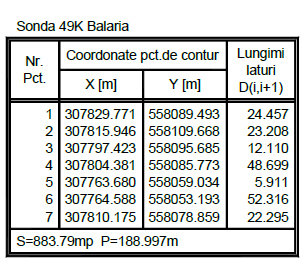 Sonda 49K Balaria
Nr. Pct. Coordonate pct.de contur Lungimi laturi D(i,i+1)
X [m] Y [m]
1 307829.771 558089.493 24.457
2 307815.946 558109.668 23.208
3 307797.423 558095.685 12.110
4 307804.381 558085.773 48.699
5 307763.680 558059.034 5.911
6 307764.588 558053.193 52.316
7 307810.175 558078.859 22.295
S=883.79mp P=188.997m